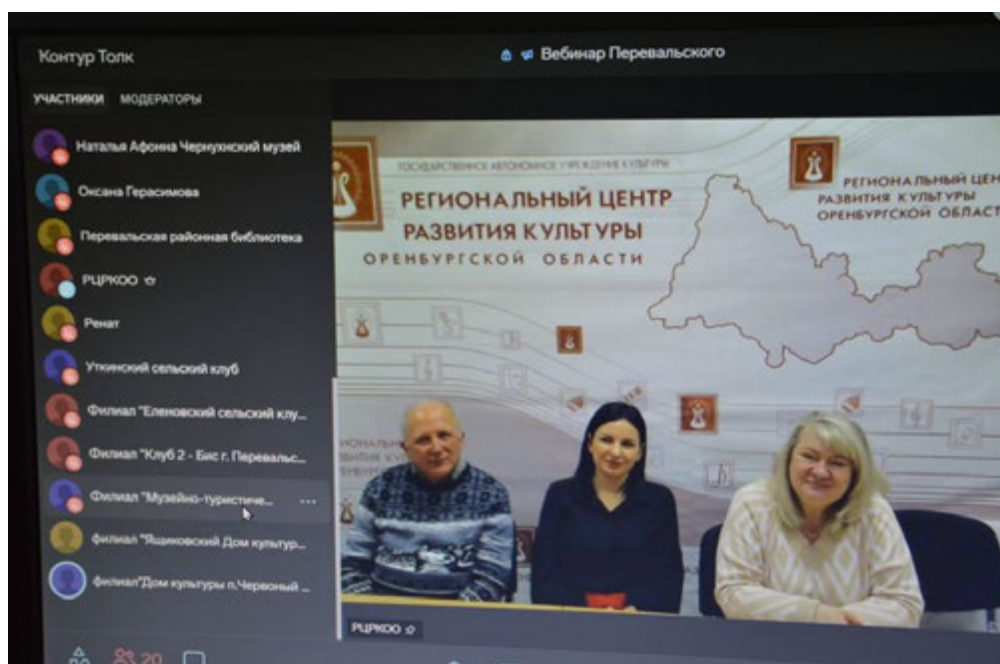 Контур Толк
Вебинар Перевальского
УЧАСТНИКИ МОДЕРАТОРЫ
Наталья Афонна Чернухнский музей
Оксана Герасимова
Перевальская районная библиотека
РЦРКОО
Ренат
Уткинский сельский клуб
Филиал "Еленовский сельский клу...
Филиал "Клуб 2 - Бис г. Перевальс...
Филиал "Музейно-туристиче... ...
филиал "Ящиковский Дом культур...
филиал"Дом культуры п.Червоный ...
20
ГОСУДАРСТВЕННОЕ АВТОНОМНОЕ УЧРЕЖДЕНИЕ КУЛЬТУРЫ
РЕГИОНАЛЬНЫЙ ЦЕНТР
РАЗВИТИЯ КУЛЬТУРЫ
ОРЕНБУРГСКОЙ ОБЛАСТИ
РЕГИОНАЛЬНЫЙ ЦЕН
РАЗВИТИЯ КУЛЬТУРЫ
ОРЕНБУРГСКОЙ ОБЛАСТ
РЦРКОО